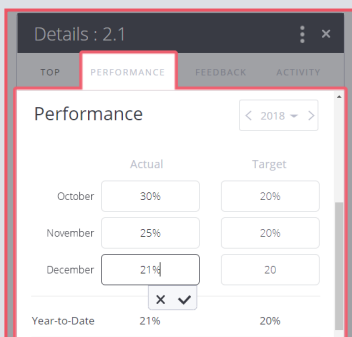 Details : 2.1
TOP PERFORMANCE FEEDBACK ACTIVITY
Performance
2018
Actual Target
October 30% 20%
November 25% 20%
December 21% 20
Year-to-Date 21% 20%